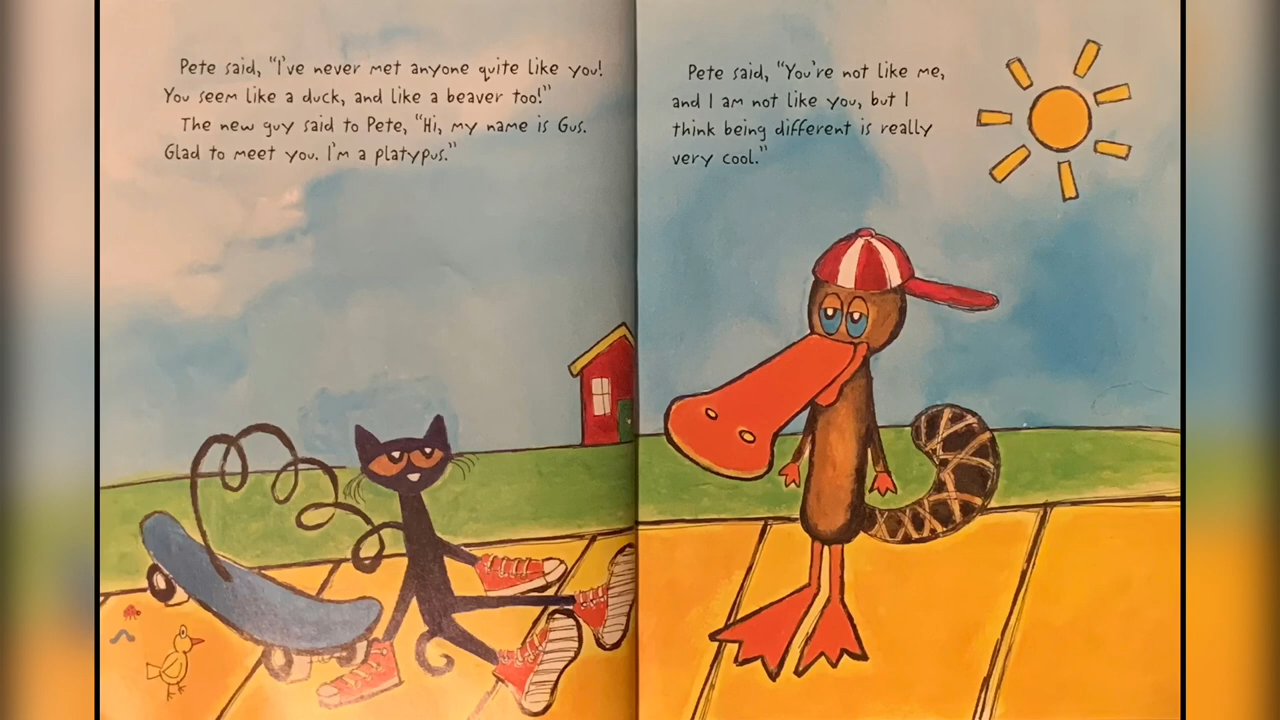 Pete said, "I've never met anyone quite like you!
You seem like a duck, and like a beaver too!"
The new guy said to Pete, "Hi, my name is Gus.
Glad to meet you. I'm a platypus."
Pete said, "You're not like me,
and I am not like you, but I
think being different is really
very cool."